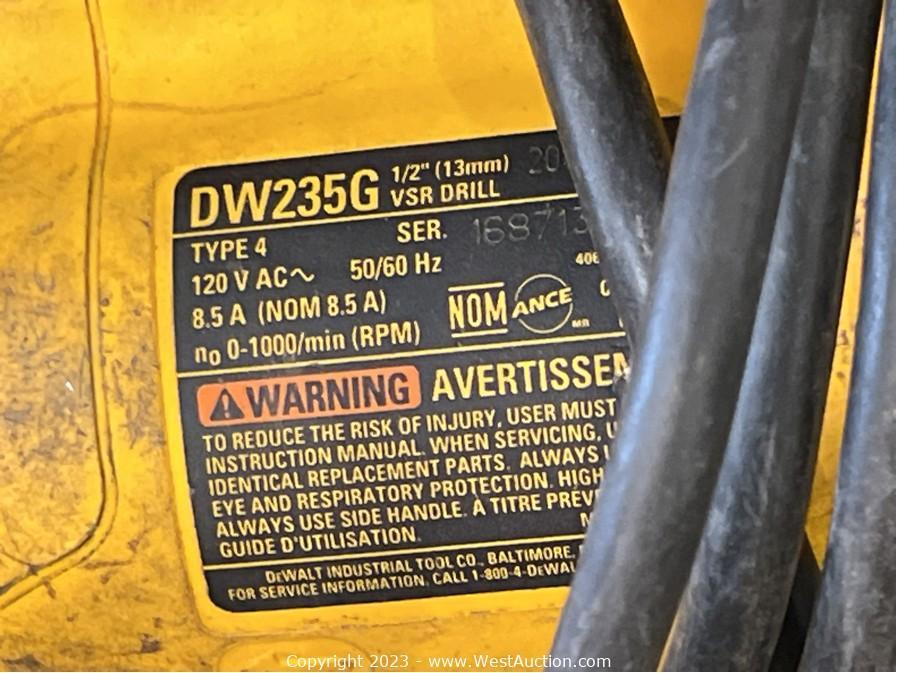 DW235G 1/2" (13mm)
VSR DRILL
TYPE 4 SER. 168713
120 V AC~ 50/60 Hz
8.5 A (NOM 8.5 A)
n₀ 0-1000/min (RPM)
NOM ANCE
MR
WARNING
TO REDUCE THE RISK OF INJURY, USER MUST
INSTRUCTION MANUAL. WHEN SERVICING,
IDENTICAL REPLACEMENT PARTS. ALWAYS
EYE AND RESPIRATORY PROTECTION.
ALWAYS USE SIDE HANDLE. À TITRE
GUIDE D'UTILISATION.
DEWALT INDUSTRIAL TOOL CO., BALTIMORE,
FOR SERVICE INFORMATION, CALL 1-800-4-DEWAL
Copyright 2023 - www.WestAuction.com